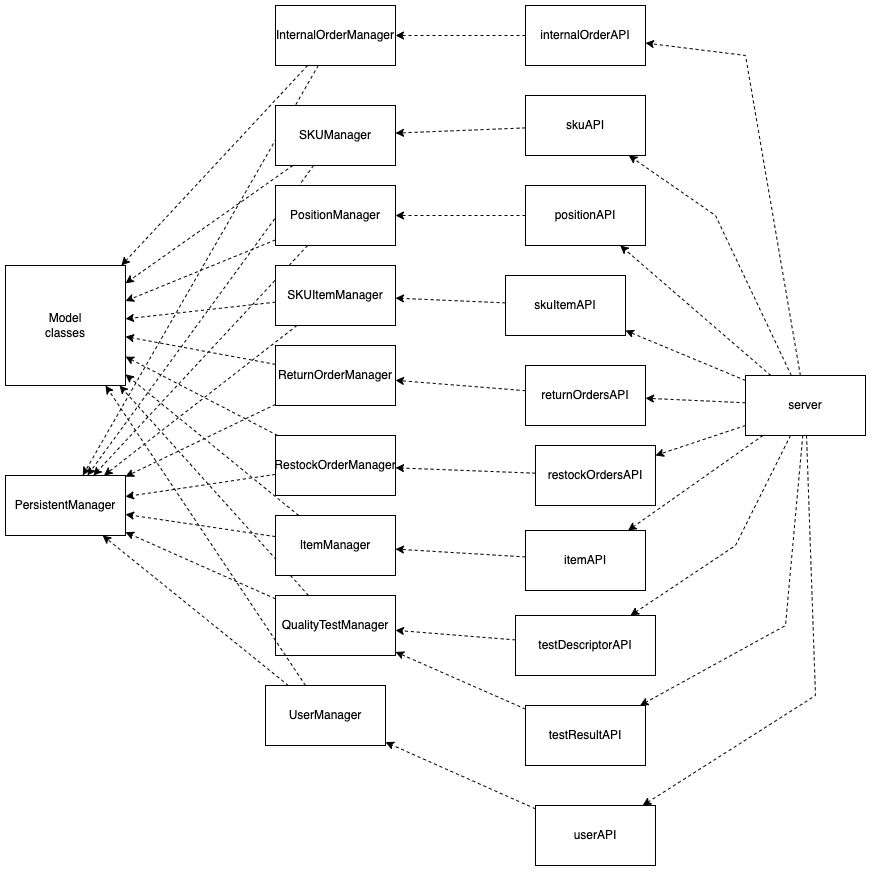 InternalOrderManager
internalOrderAPI
SKUManager
skuAPI
PositionManager
positionAPI
SKUItemManager
skuItemAPI
Model
classes
ReturnOrderManager
returnOrdersAPI
server
RestockOrderManager
restockOrdersAPI
PersistentManager
ItemManager
itemAPI
QualityTestManager
testDescriptorAPI
UserManager
testResultAPI
userAPI